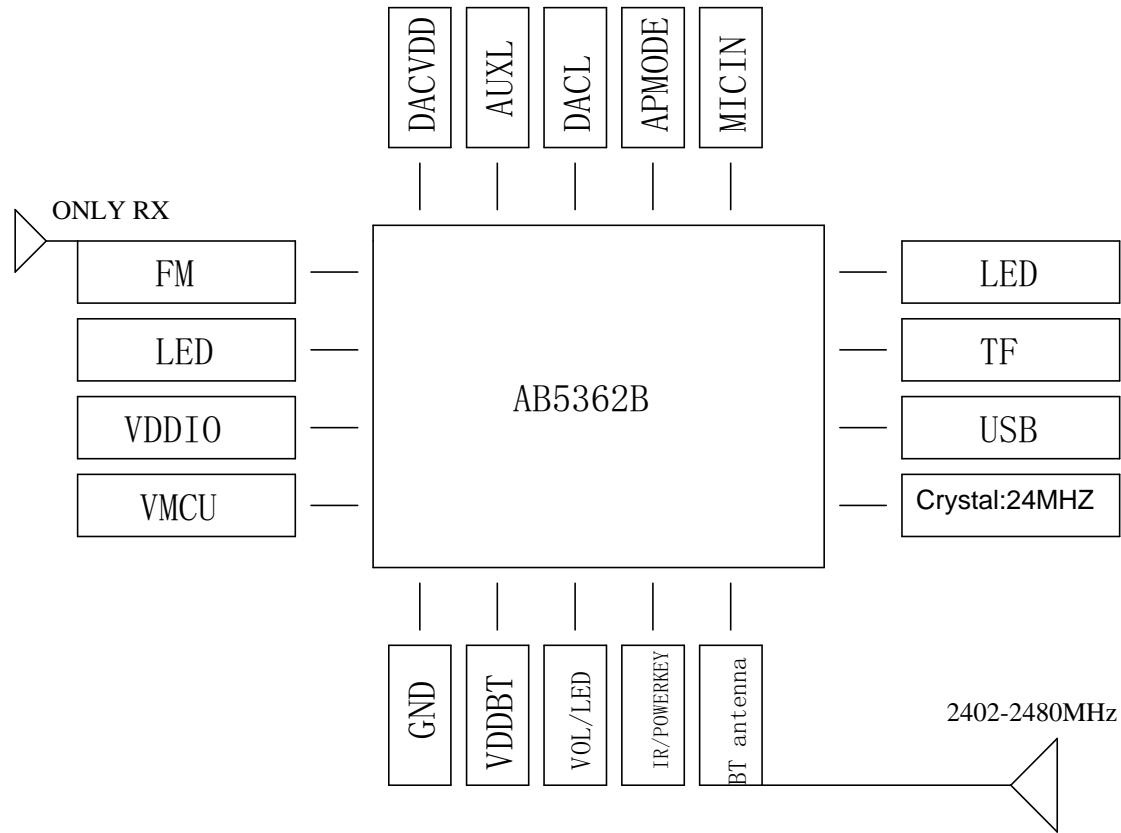 DACVDD
AUXL
DACL
APMODE
MICIN
ONLY RX
FM
LED
VDDIO
VMCU
AB5362B
LED
TF
USB
Crystal:24MHZ
GND
VDDBT
VOL/LED
IR/POWERKEY
BT antenna
2402-2480MHz